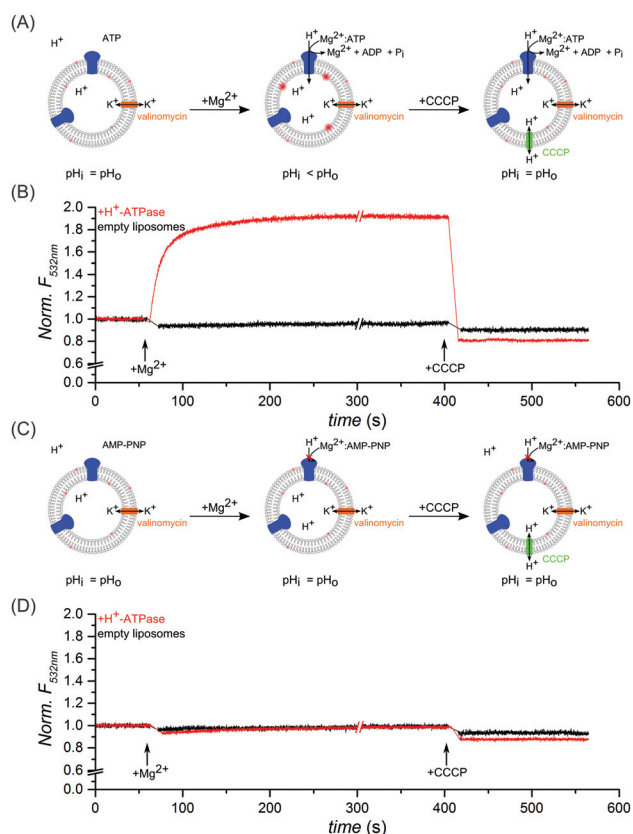 (A)
H+ ATP H+ Mg2+:ATP H+ Mg2+:ATP
Mg2+ + ADP + Pi Mg2+ + ADP + Pi
H+ H+ H+
K+ K+ +Mg2+ K+ K+ +CCCP K+ K+
valinomycin H+ valinomycin H+ valinomycin
CCCP
H+
pHi = pHo pHi < pHo pHi = pHo
(B)
+H+-ATPase
empty liposomes
Norm. F532nm
2.0
1.8
1.6
1.4
1.2
1.0
0.8
0.0
+Mg2+ +CCCP
0 100 200 300 400 500 600
time (s)
(C)
H+ AMP-PNP H+ Mg2+:AMP-PNP H+ H+ Mg2+:AMP-PNP
H+ H+
K+ K+ +Mg2+ K+ K+ +CCCP K+ K+
valinomycin H+ valinomycin H+ valinomycin
CCCP
H+
pHi = pHo pHi = pHo pHi = pHo
(D)
+H+-ATPase
empty liposomes
Norm. F532nm
2.0
1.8
1.6
1.4
1.2
1.0
0.8
0.6
0.0
+Mg2+ +CCCP
0 100 200 300 400 500 600
time (s)